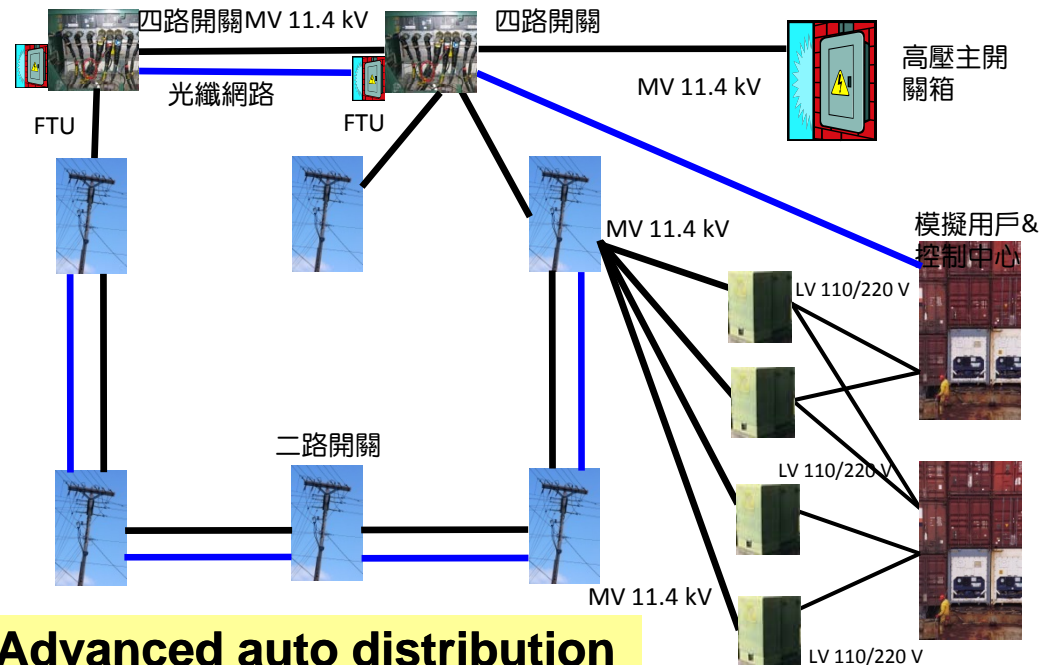 四路開關MV 11.4 kV
四路開關
高壓主開
關箱
MV 11.4 kV
光纖網路
FTU
FTU
模擬用戶&
控制中心
MV 11.4 kV
LV 110/220 V
二路開關
LV 110/220 V
MV 11.4 kV
Advanced auto distribution
LV 110/220 V